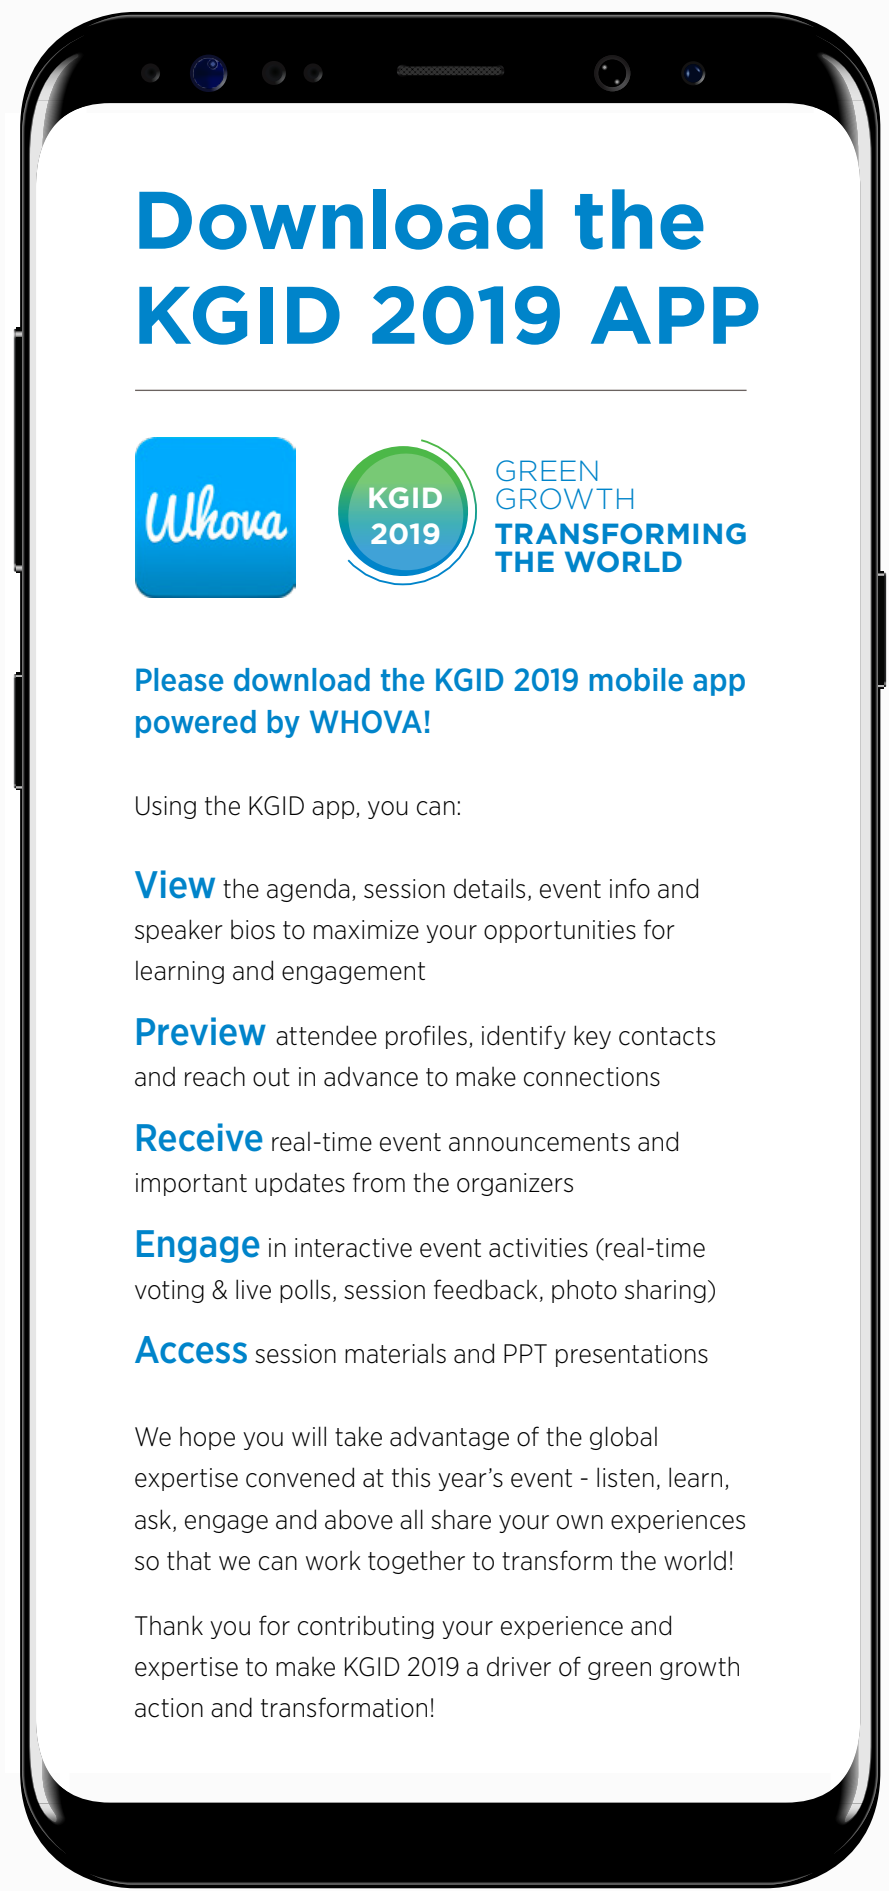 Download the
KGID 2019 APP
Whova
KGID
2019
GREEN
GROWTH
TRANSFORMING
THE WORLD
Please download the KGID 2019 mobile app
powered by WHOVA!
Using the KGID app, you can:
View the agenda, session details, event info and
speaker bios to maximize your opportunities for
learning and engagement
Preview attendee profiles, identify key contacts
and reach out in advance to make connections
Receive real-time event announcements and
important updates from the organizers
Engage in interactive event activities (real-time
voting & live polls, session feedback, photo sharing)
Access session materials and PPT presentations
We hope you will take advantage of the global
expertise convened at this year’s event - listen, learn,
ask, engage and above all share your own experiences
so that we can work together to transform the world!
Thank you for contributing your experience and
expertise to make KGID 2019 a driver of green growth
action and transformation!